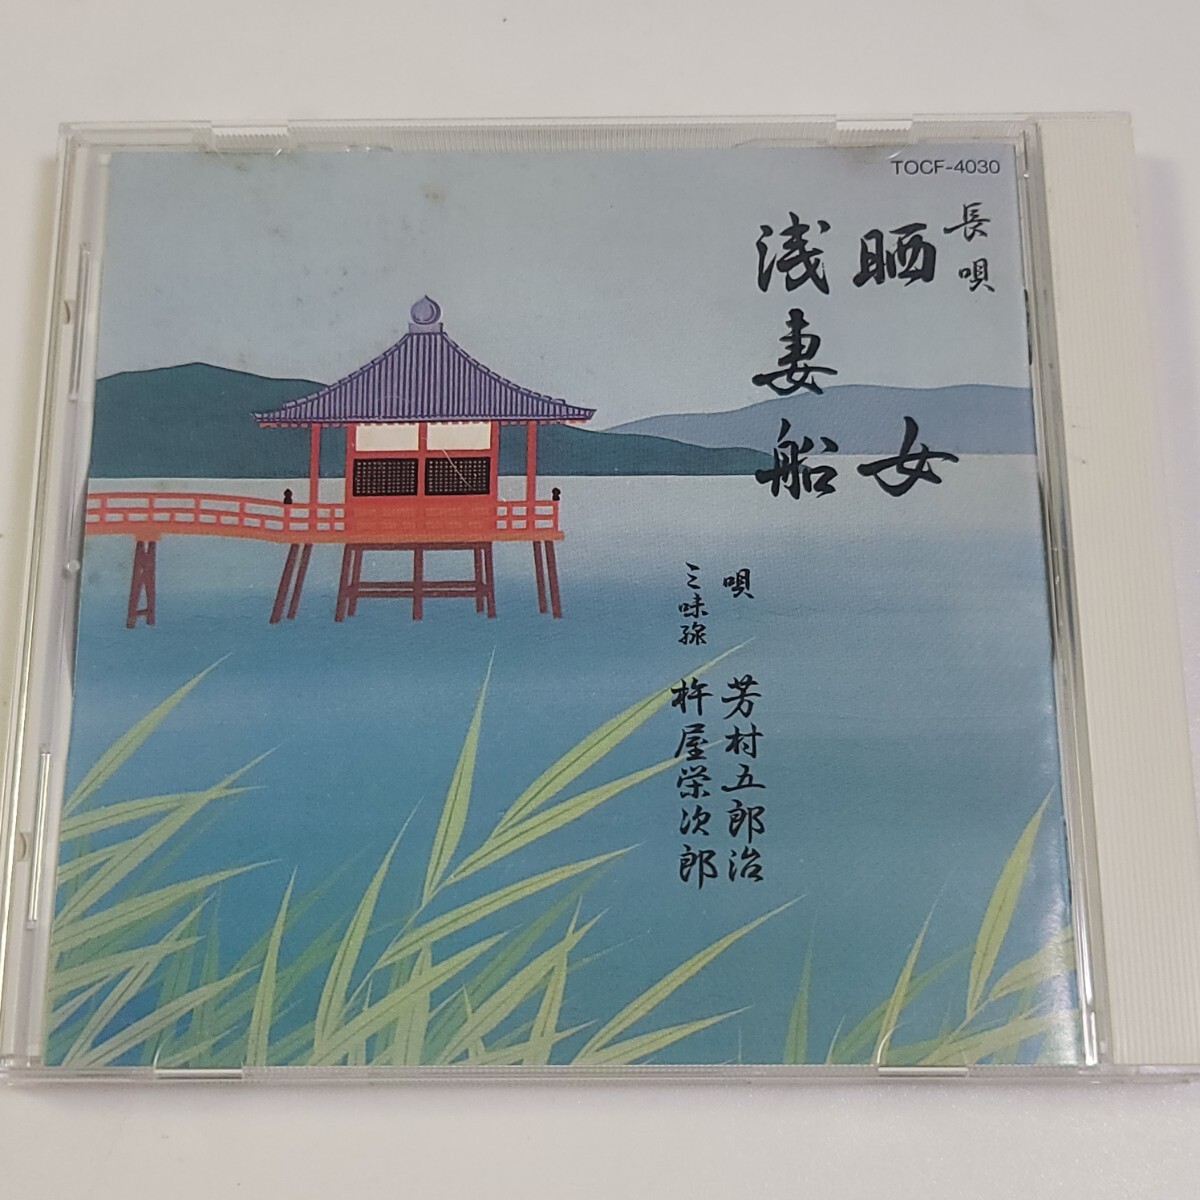 TOCF-4030
長唄
晒女
浅妻船
唄 芳村五郎治
三味線 杵屋栄次郎